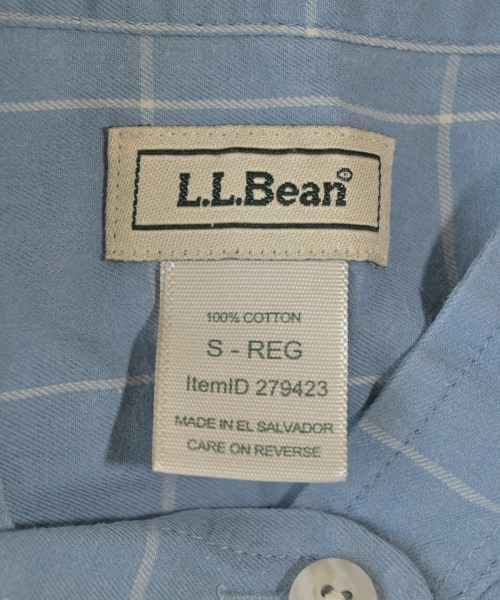 L.L.Bean®
100% COTTON
S - REG
ItemID 279423
MADE IN EL SALVADOR
CARE ON REVERSE